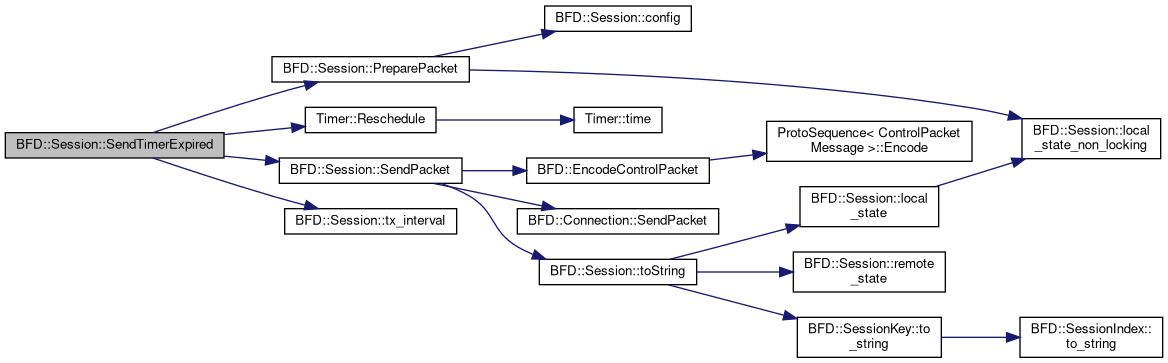 BFD::Session::config
BFD::Session::PreparePacket
Timer::Reschedule
Timer::time
ProtoSequence< ControlPacket
Message >::Encode
BFD::Session::local
_state_non_locking
BFD::Session::SendTimerExpired
BFD::Session::SendPacket
BFD::EncodeControlPacket
BFD::Session::local
_state
BFD::Session::tx_interval
BFD::Connection::SendPacket
BFD::Session::toString
BFD::Session::remote
_state
BFD::SessionKey::to
_string
BFD::SessionIndex::
to_string